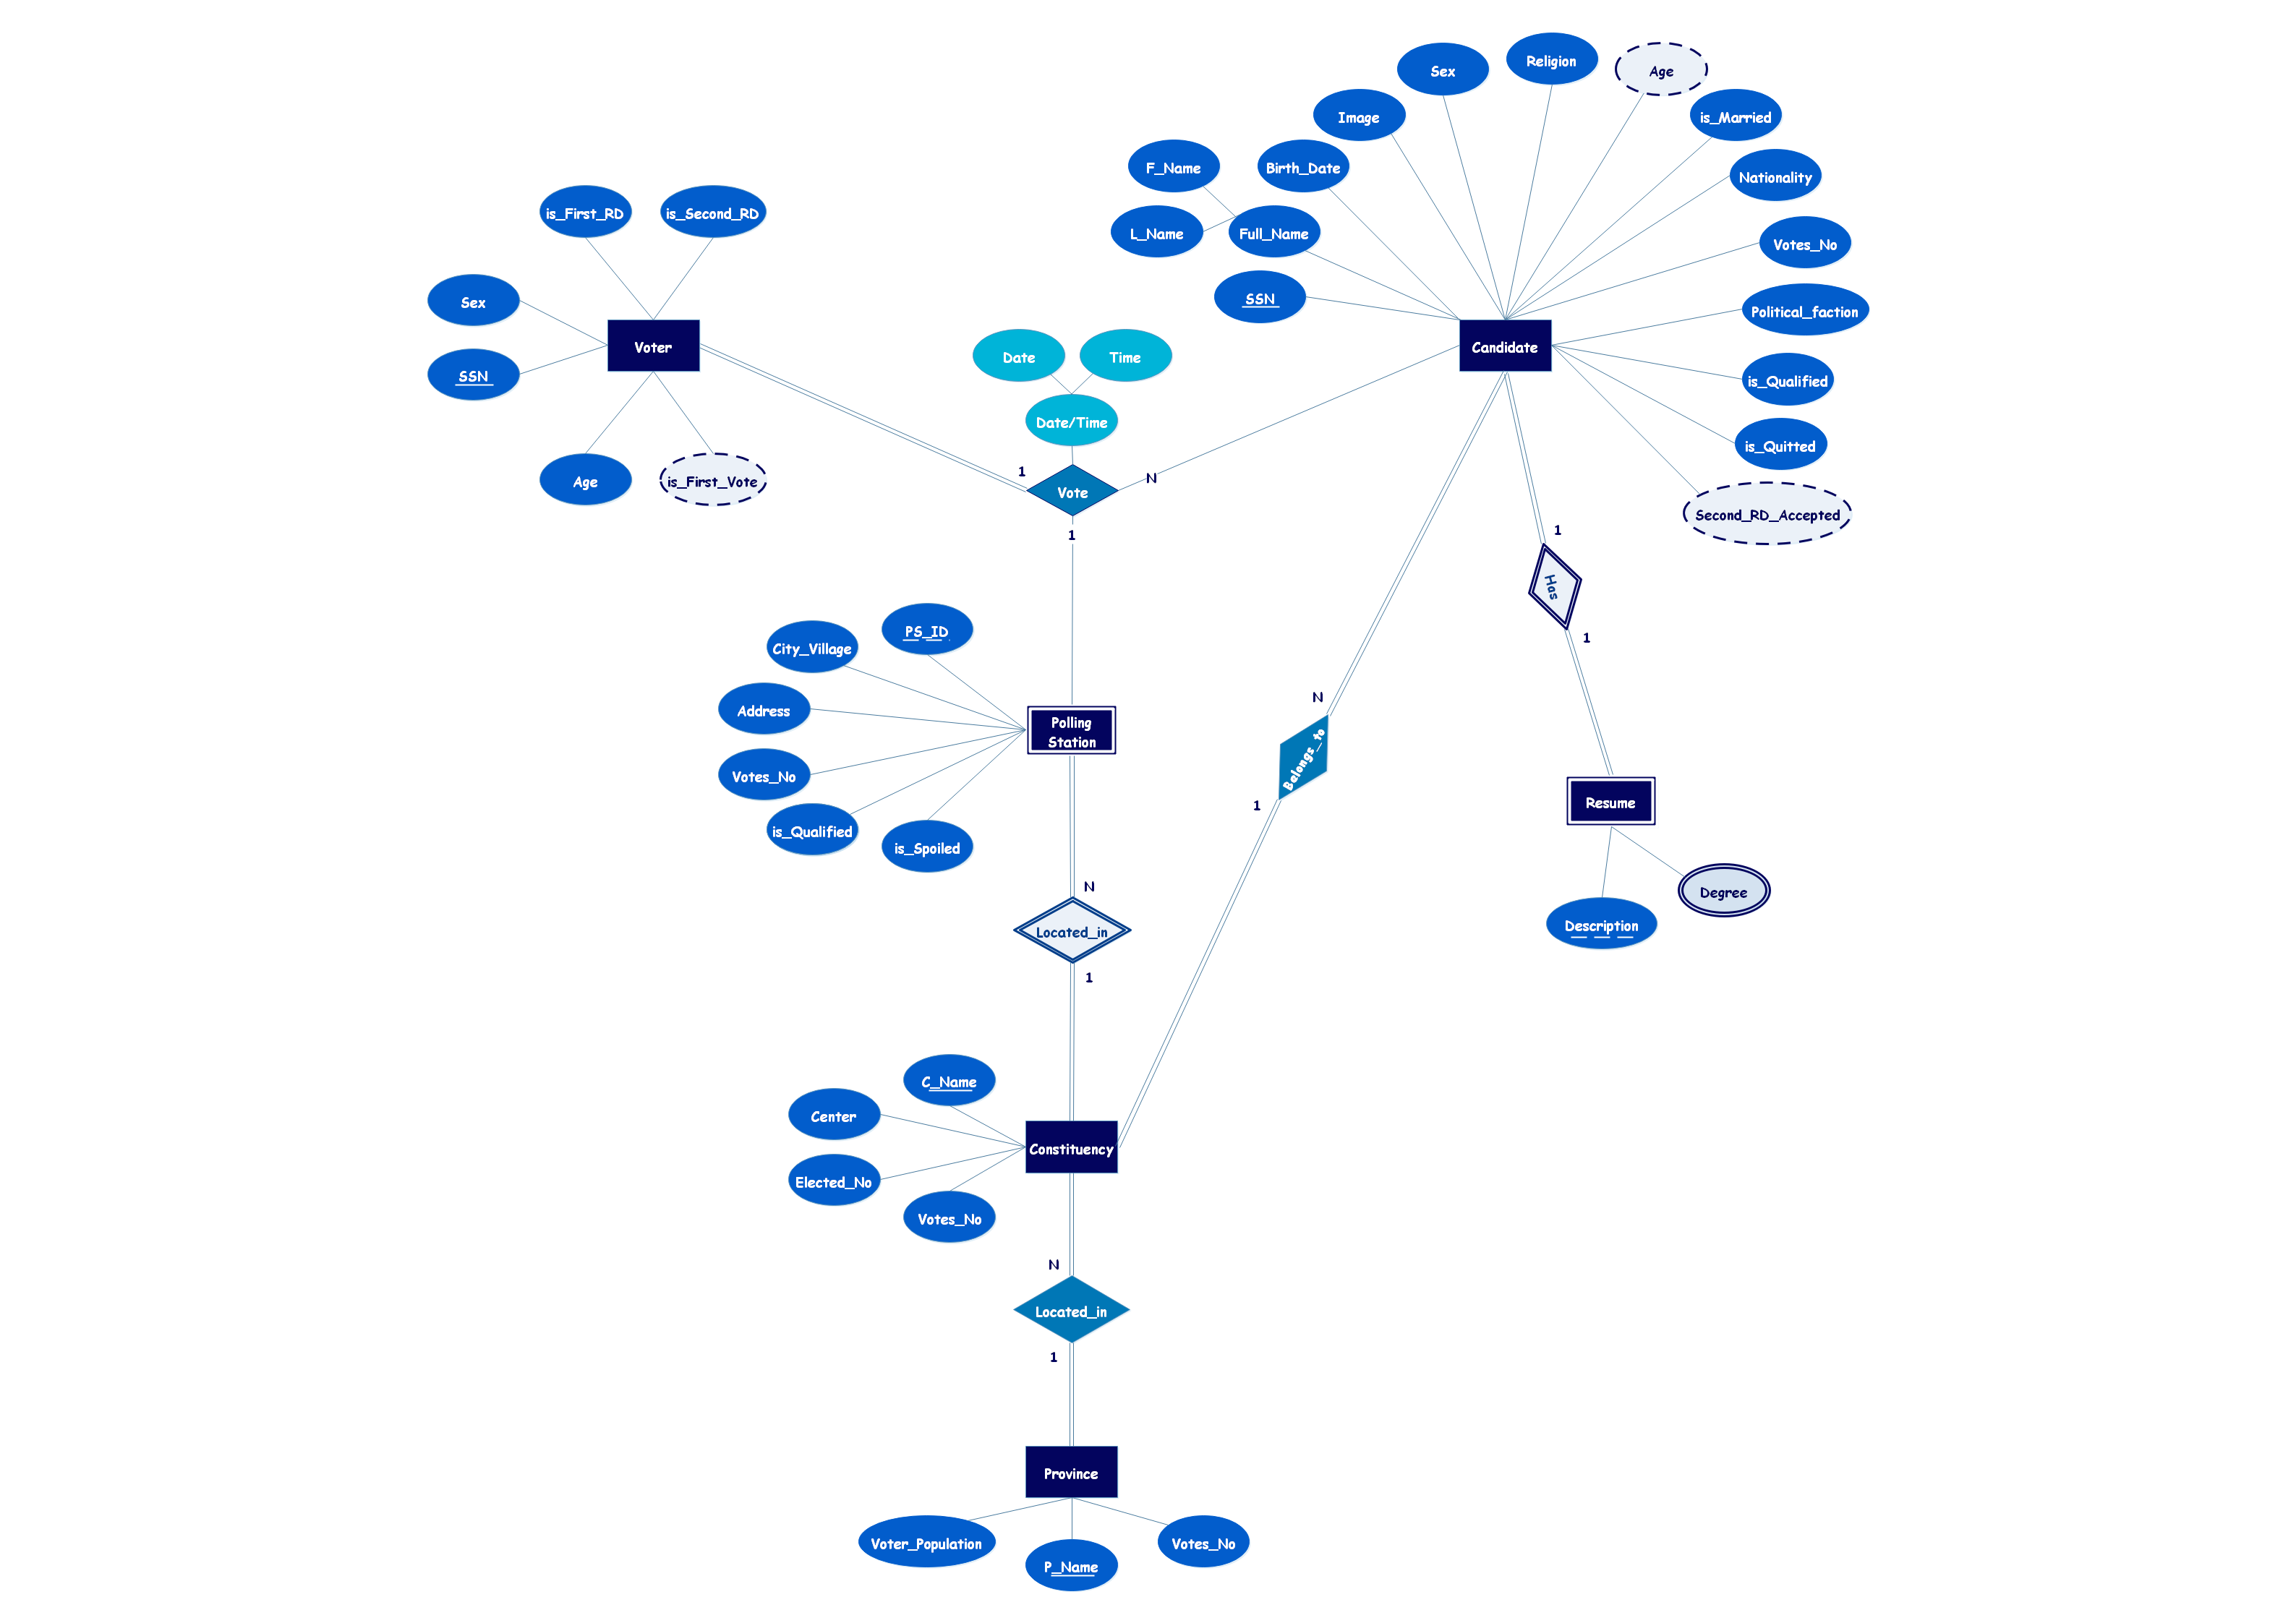 Religion
Sex
Age
Image
is_Married
F_Name
Birth_Date
Nationality
is_First_RD
is_Second_RD
L_Name
Full_Name
Votes_No
Sex
SSN
Political_faction
Voter
Candidate
Date
Time
SSN
is_Qualified
Date/Time
is_Quitted
1
N
Age
is_First_Vote
Vote
Second_RD_Accepted
1
1
Has
1
PS_ID
City_Village
N
Address
Polling
Station
Belongs_to
Votes_No
1
Resume
is_Qualified
is_Spoiled
N
Degree
Description
Located_in
1
C_Name
Center
Constituency
Elected_No
Votes_No
N
Located_in
1
Province
Voter_Population
Votes_No
P_Name